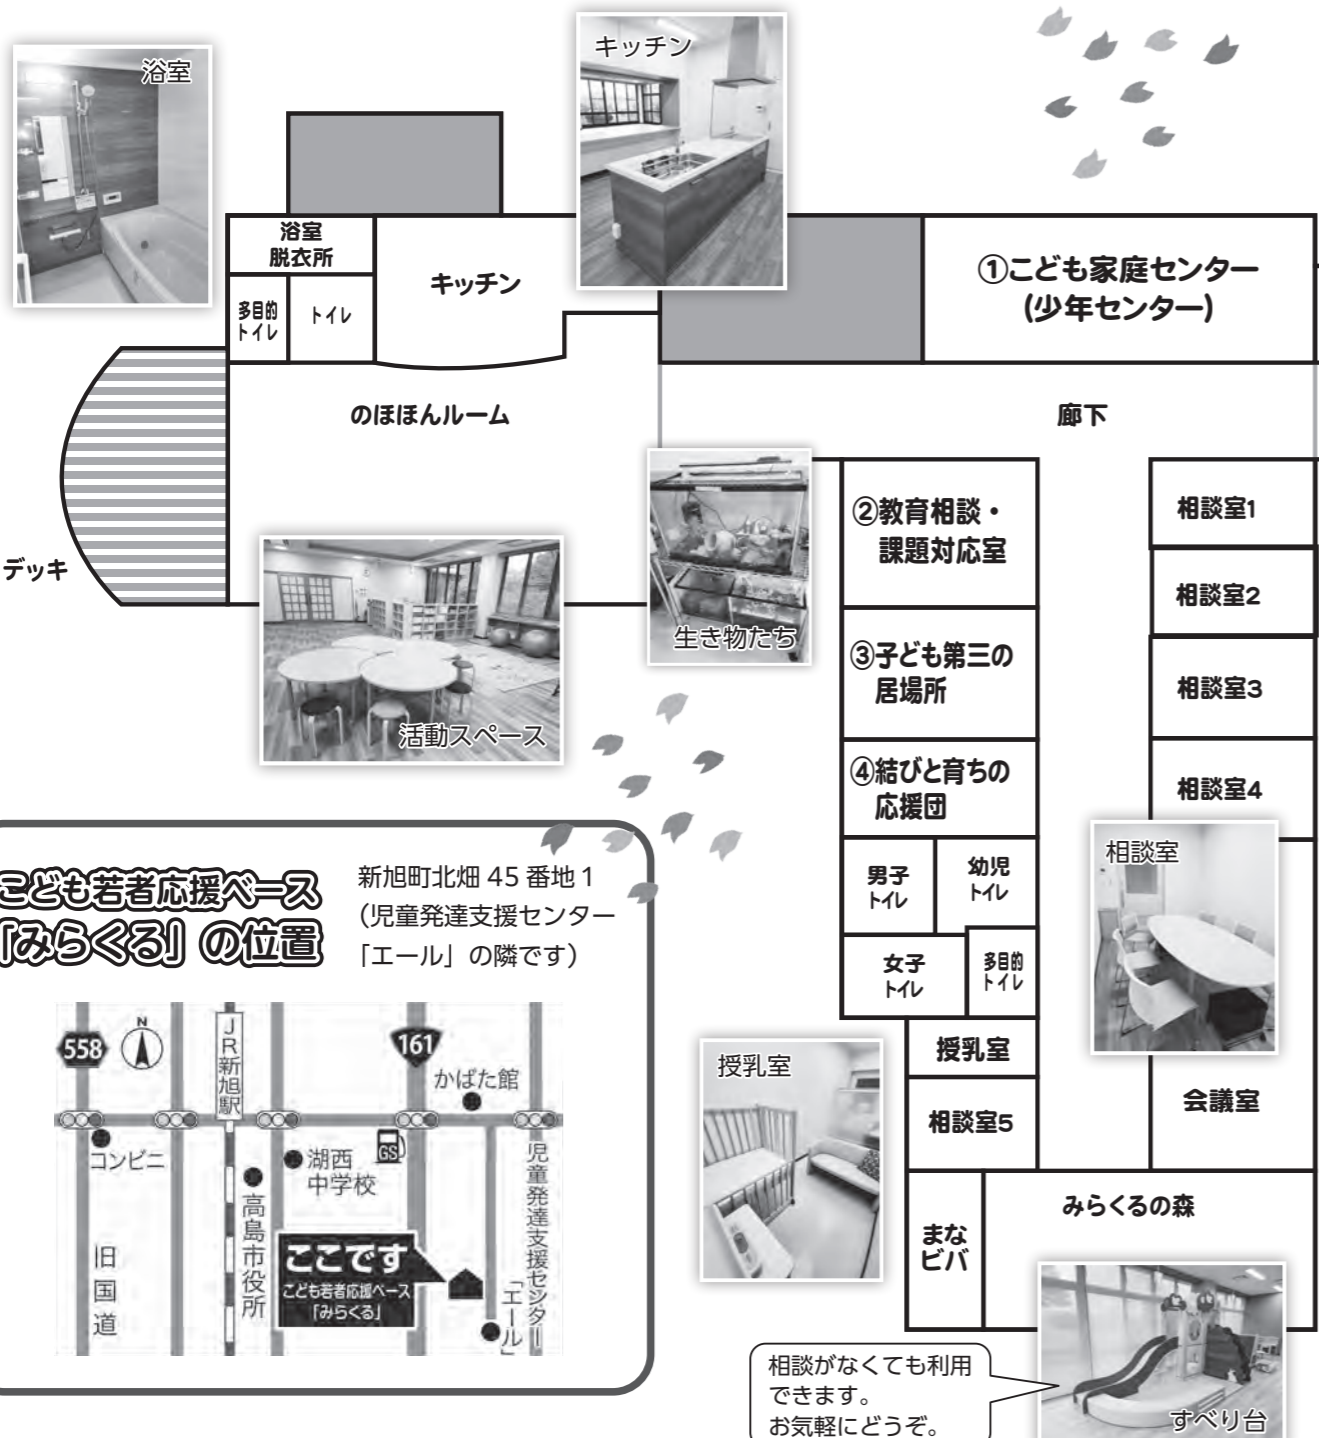 浴室
キッチン
浴室
脱衣所
多目的
トイレ
トイレ
キッチン
①こども家庭センター
(少年センター)
のほほんルーム
廊下
デッキ
活動スペース
生き物たち
②教育相談・
課題対応室
③子ども第三の
居場所
④結びと育ちの
応援団
男子
トイレ
幼児
トイレ
女子
トイレ
多目的
トイレ
授乳室
相談室5
まな
ビバ
相談室1
相談室2
相談室3
相談室4
相談室
会議室
みらくるの森
授乳室
すべり台
相談がなくても利用
できます。
お気軽にどうぞ。
こども若者応援ベース
「みらくる」の位置
新旭町北畑 45 番地 1
(児童発達支援センター
「エール」の隣です)
558
N
JR新旭駅
161
かばた館
コンビニ
湖西
中学校
GS
高島市役所
旧国道
ここです
こども若者応援ベース
「みらくる」
児童発達支援センター
「エール」